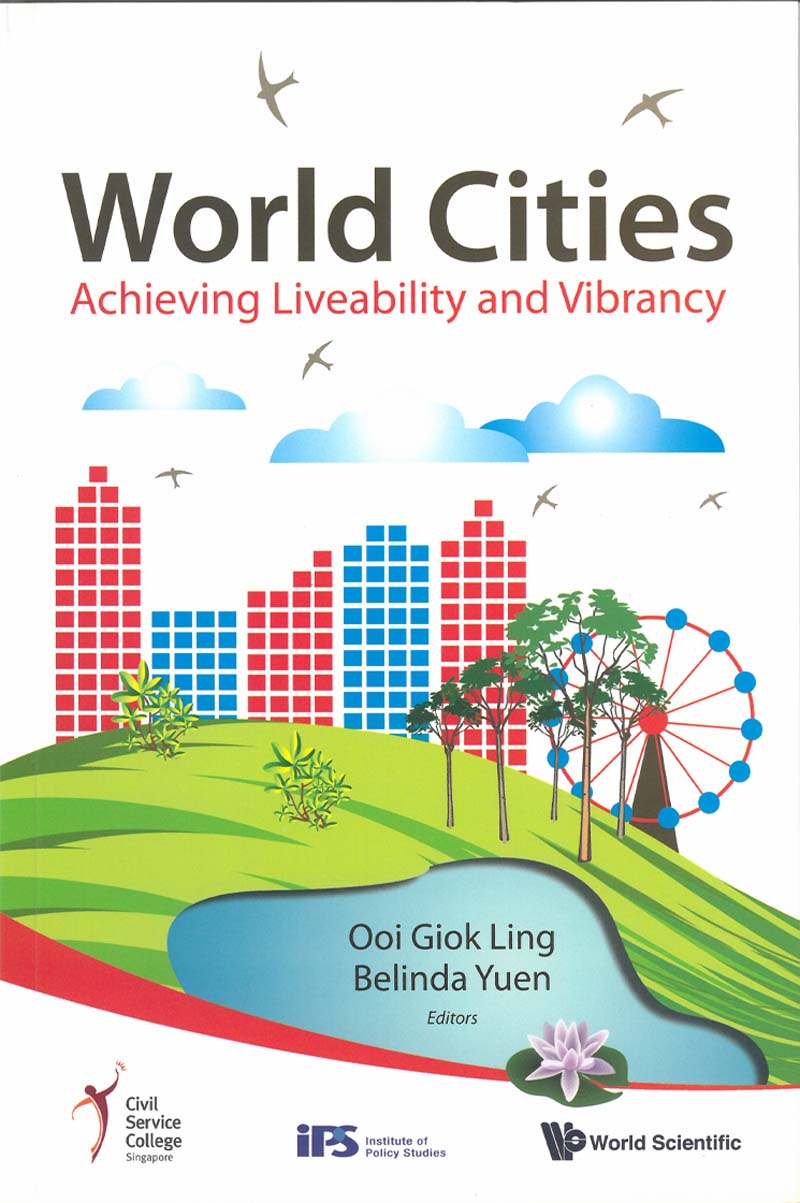 World Cities
Achieving Liveability and Vibrancy
Ooi Giok Ling
Belinda Yuen
Editors
Civil
Service
College
Singapore
iPS Institute of
Policy Studies
World Scientific